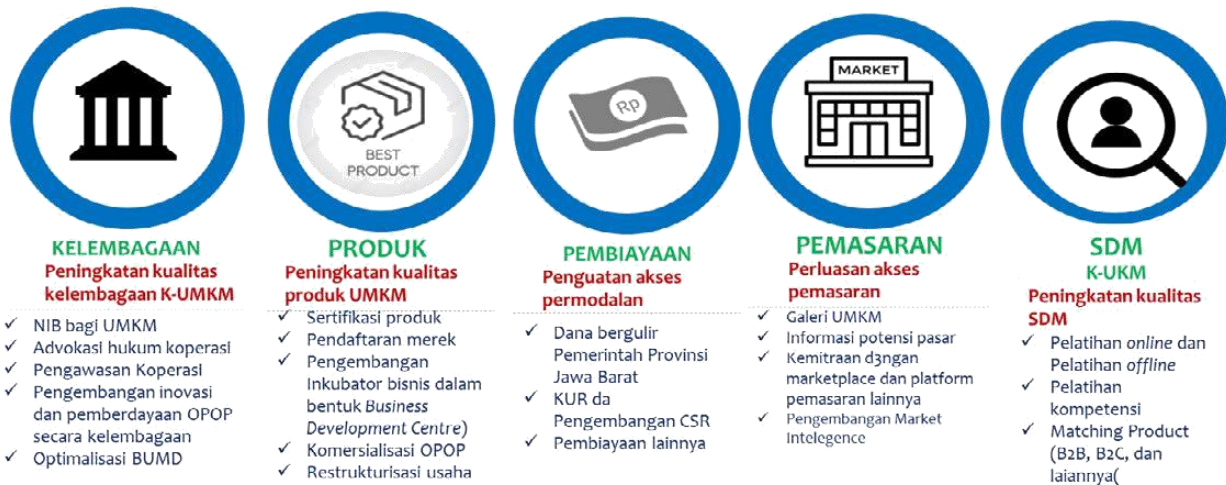 KELEMBAGAAN
Peningkatan kualitas
kelembagaan K-UMKM
✓ NIB bagi UMKM
✓ Advokasi hukum koperasi
✓ Pengawasan Koperasi
✓ Pengembangan inovasi
dan pemberdayaan OPOP
secara kelembagaan
✓ Optimalisasi BUMD
BEST
PRODUCT
PRODUK
Peningkatan kualitas
produk UMKM
✓ Sertifikasi produk
✓ Pendaftaran merek
✓ Pengembangan
Inkubator bisnis dalam
bentuk Business
Development Centre)
✓ Komersialisasi OPOP
✓ Restrukturisasi usaha
Rp
PEMBIAYAAN
Penguatan akses
permodalan
✓ Dana bergulir
Pemerintah Provinsi
Jawa Barat
✓ KUR da
Pengembangan CSR
✓ Pembiayaan lainnya
MARKET
PEMASARAN
Perluasan akses
pemasaran
✓ Galeri UMKM
✓ Informasi potensi pasar
✓ Kemitraan d3ngan
marketplace dan platform
pemasaran lainnya
✓ Pengembangan Market
Intelegence
SDM
K-UKM
Peningkatan kualitas
SDM
✓ Pelatihan online dan
Pelatihan offline
✓ Pelatihan
kompetensi
✓ Matching Product
(B2B, B2C, dan
laiannya(